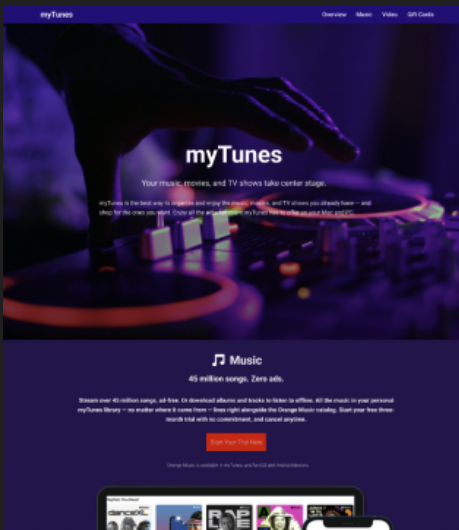 myTunes
Overview Music Video Gift Cards
myTunes
Your music, movies, and TV shows take center stage.
myTunes is the best way to organize and enjoy the music, movies, and TV shows you already have — and
shop for the ones you want. Enjoy all the entertainment myTunes has to offer on your Mac and PC.
Music
45 million songs. Zero ads.
Stream over 45 million songs, ad-free. Or download albums and tracks to listen to offline. All the music in your personal
myTunes library — no matter where it came from — lives right alongside the Orange Music catalog. Start your free three-
month trial with no commitment, and cancel anytime.
Start Your Trial Now
Orange Music is available in myTunes, and for iOS and Android devices.